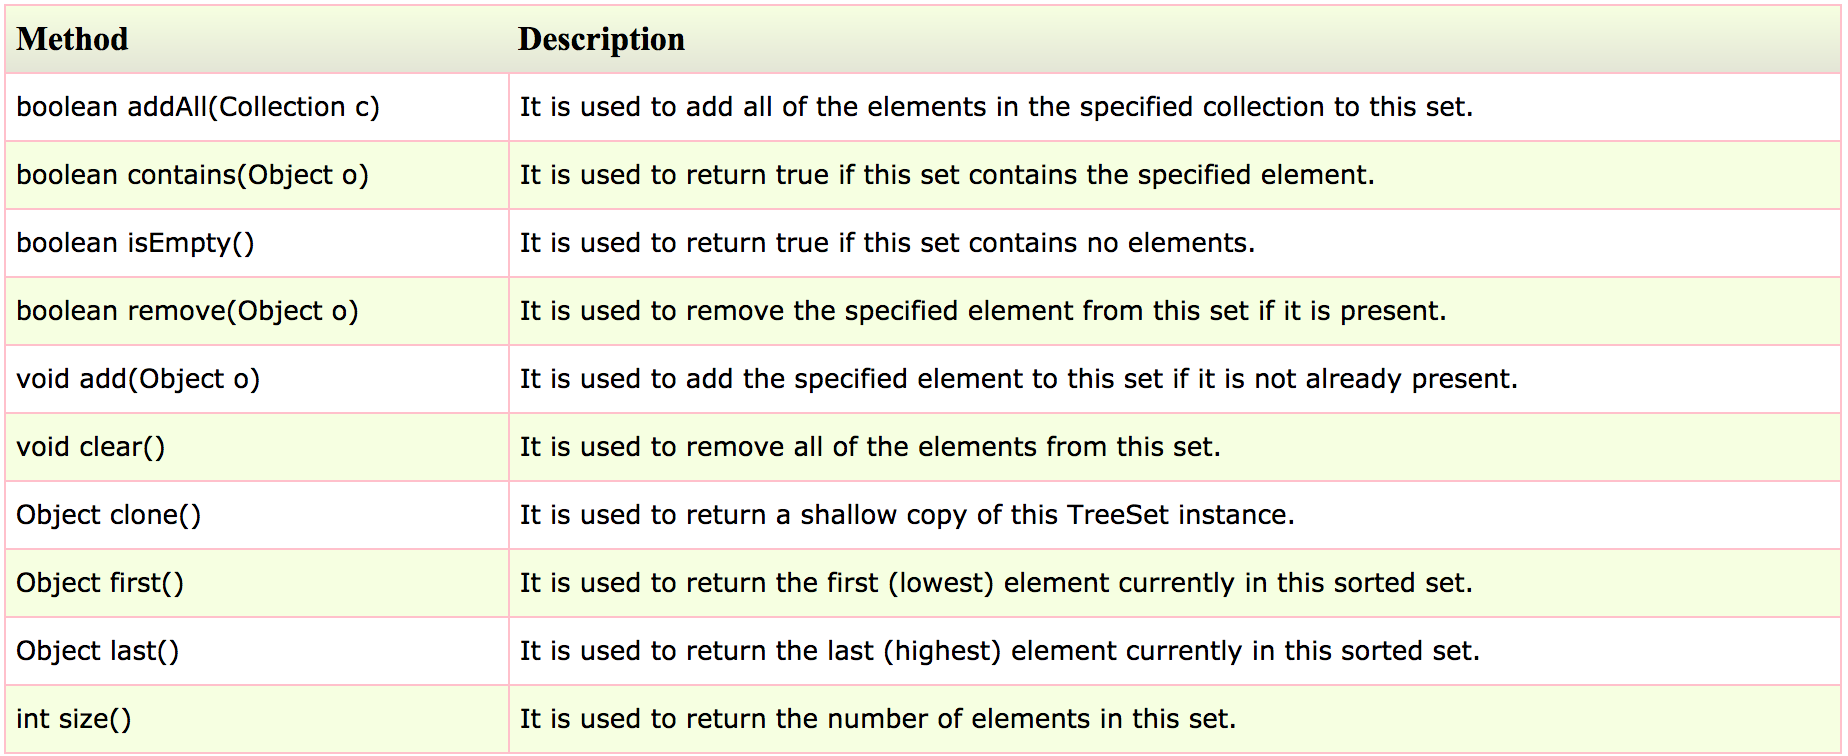 Method Description
boolean addAll(Collection c) It is used to add all of the elements in the specified collection to this set.
boolean contains(Object o) It is used to return true if this set contains the specified element.
boolean isEmpty() It is used to return true if this set contains no elements.
boolean remove(Object o) It is used to remove the specified element from this set if it is present.
void add(Object o) It is used to add the specified element to this set if it is not already present.
void clear() It is used to remove all of the elements from this set.
Object clone() It is used to return a shallow copy of this TreeSet instance.
Object first() It is used to return the first (lowest) element currently in this sorted set.
Object last() It is used to return the last (highest) element currently in this sorted set.
int size() It is used to return the number of elements in this set.